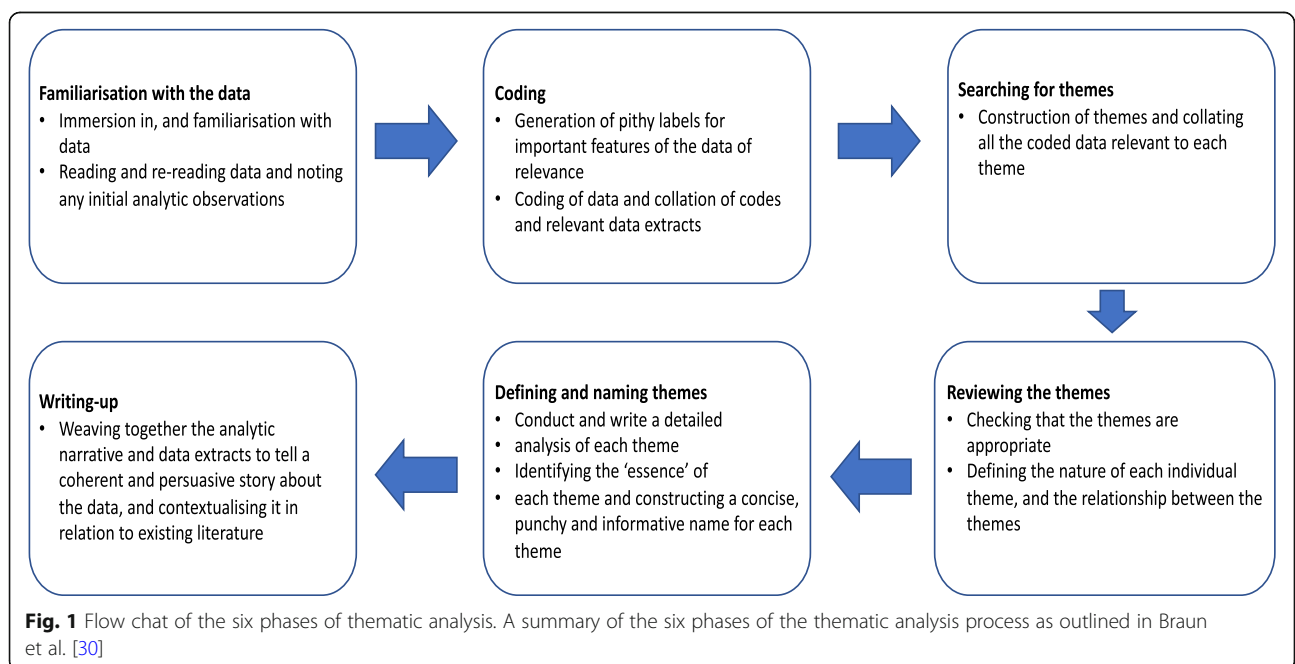 Familiarisation with the data
• Immersion in, and familiarisation with
data
• Reading and re-reading data and noting
any initial analytic observations
Coding
• Generation of pithy labels for
important features of the data of
relevance
• Coding of data and collation of codes
and relevant data extracts
Searching for themes
• Construction of themes and collating
all the coded data relevant to each
theme
Reviewing the themes
• Checking that the themes are
appropriate
• Defining the nature of each individual
theme, and the relationship between the
themes
Defining and naming themes
• Conduct and write a detailed
• analysis of each theme
• Identifying the ‘essence’ of
• each theme and constructing a concise,
punchy and informative name for each
theme
Writing-up
• Weaving together the analytic
narrative and data extracts to tell a
coherent and persuasive story about
the data, and contextualising it in
relation to existing literature
Fig. 1 Flow chat of the six phases of thematic analysis. A summary of the six phases of the thematic analysis process as outlined in Braun
et al. [30]